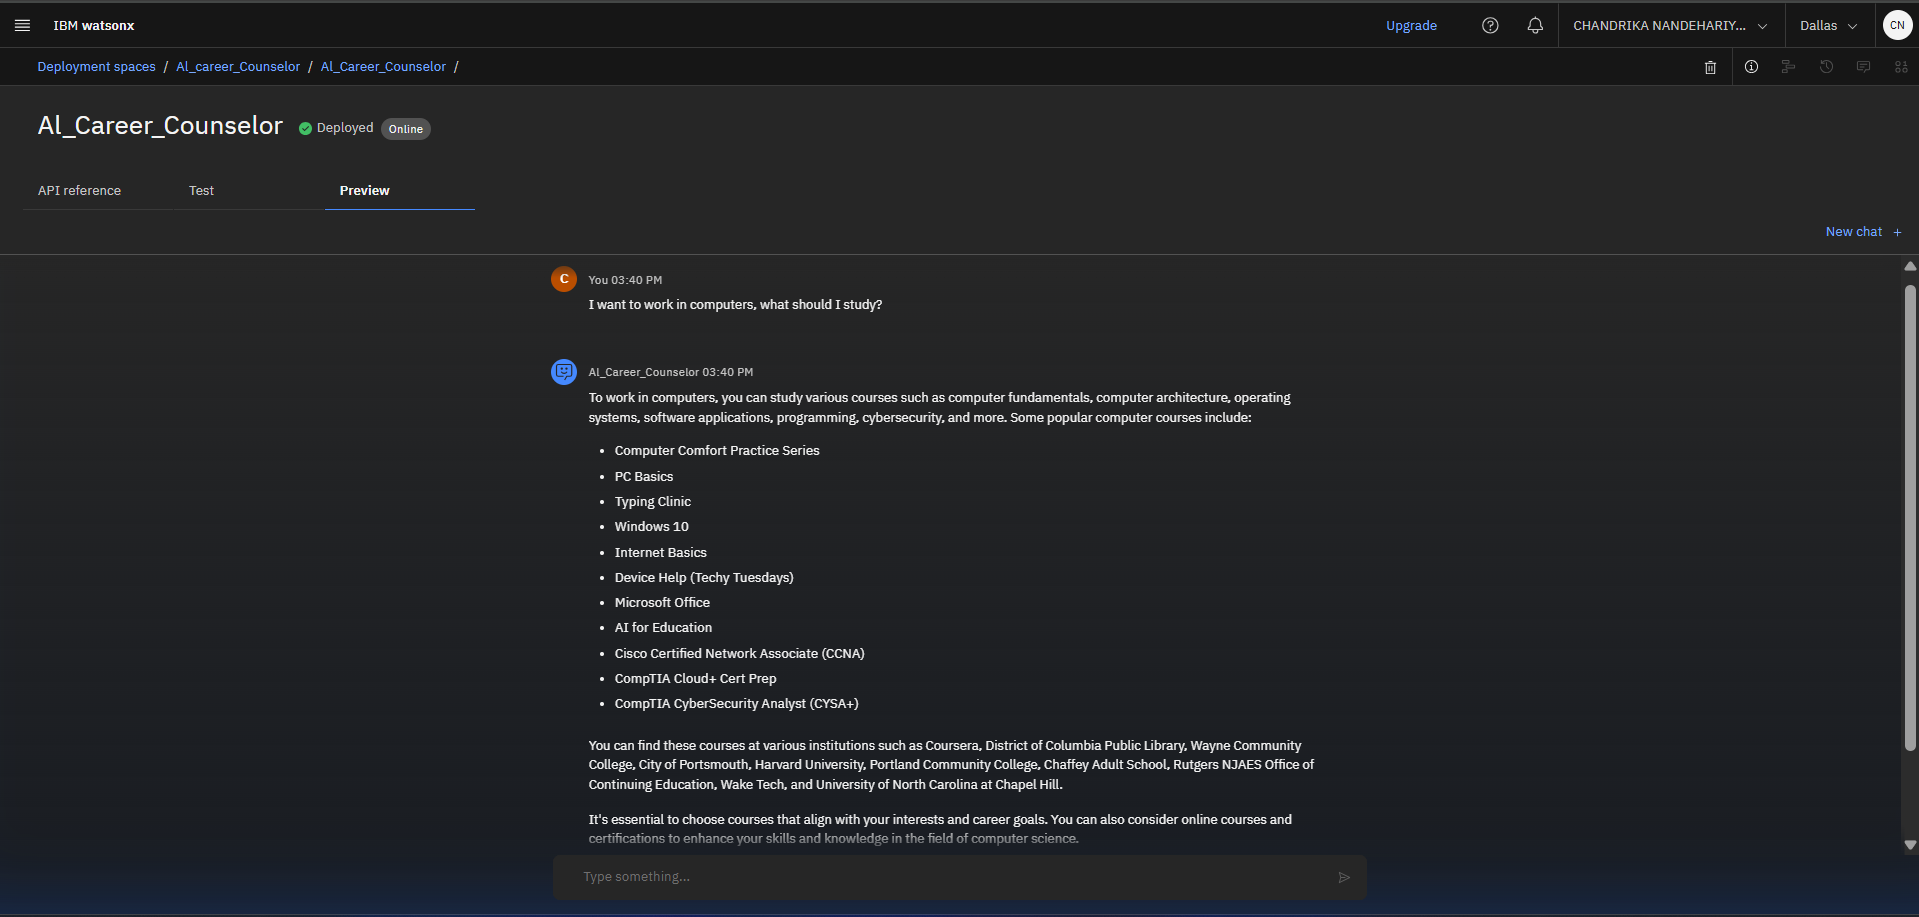 IBM watsonx
Upgrade
CHANDRIKA NANDEHARIY...
Dallas
CN
Deployment spaces / Al_career_Counselor / Al_Career_Counselor /
Al_Career_Counselor
Deployed
Online
API reference
Test
Preview
New chat +
C
You 03:40 PM
I want to work in computers, what should I study?
Al_Career_Counselor 03:40 PM
To work in computers, you can study various courses such as computer fundamentals, computer architecture, operating
systems, software applications, programming, cybersecurity, and more. Some popular computer courses include:
• Computer Comfort Practice Series
• PC Basics
• Typing Clinic
• Windows 10
• Internet Basics
• Device Help (Techy Tuesdays)
• Microsoft Office
• AI for Education
• Cisco Certified Network Associate (CCNA)
• CompTIA Cloud+ Cert Prep
• CompTIA CyberSecurity Analyst (CYSA+)
You can find these courses at various institutions such as Coursera, District of Columbia Public Library, Wayne Community
College, City of Portsmouth, Harvard University, Portland Community College, Chaffey Adult School, Rutgers NJAES Office of
Continuing Education, Wake Tech, and University of North Carolina at Chapel Hill.
It's essential to choose courses that align with your interests and career goals. You can also consider online courses and
certifications to enhance your skills and knowledge in the field of computer science.
Type something...